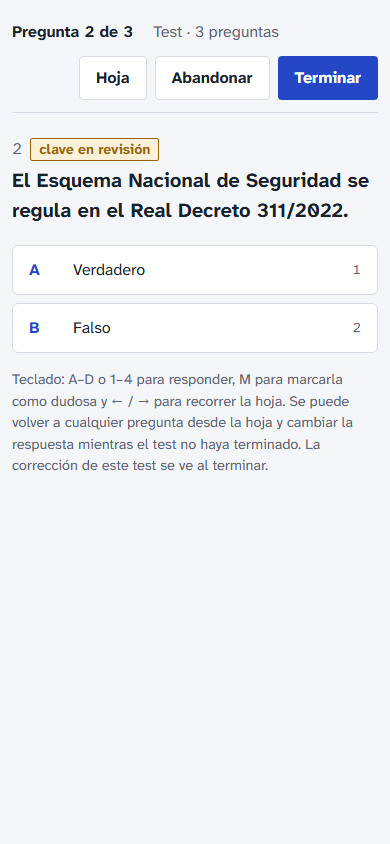 Pregunta 2 de 3 Test · 3 preguntas
Hoja Abandonar Terminar
2 clave en revisión
El Esquema Nacional de Seguridad se
regula en el Real Decreto 311/2022.
A Verdadero 1
B Falso 2
Teclado: A–D o 1–4 para responder, M para marcarla
como dudosa y ← / → para recorrer la hoja. Se puede
volver a cualquier pregunta desde la hoja y cambiar la
respuesta mientras el test no haya terminado. La
corrección de este test se ve al terminar.